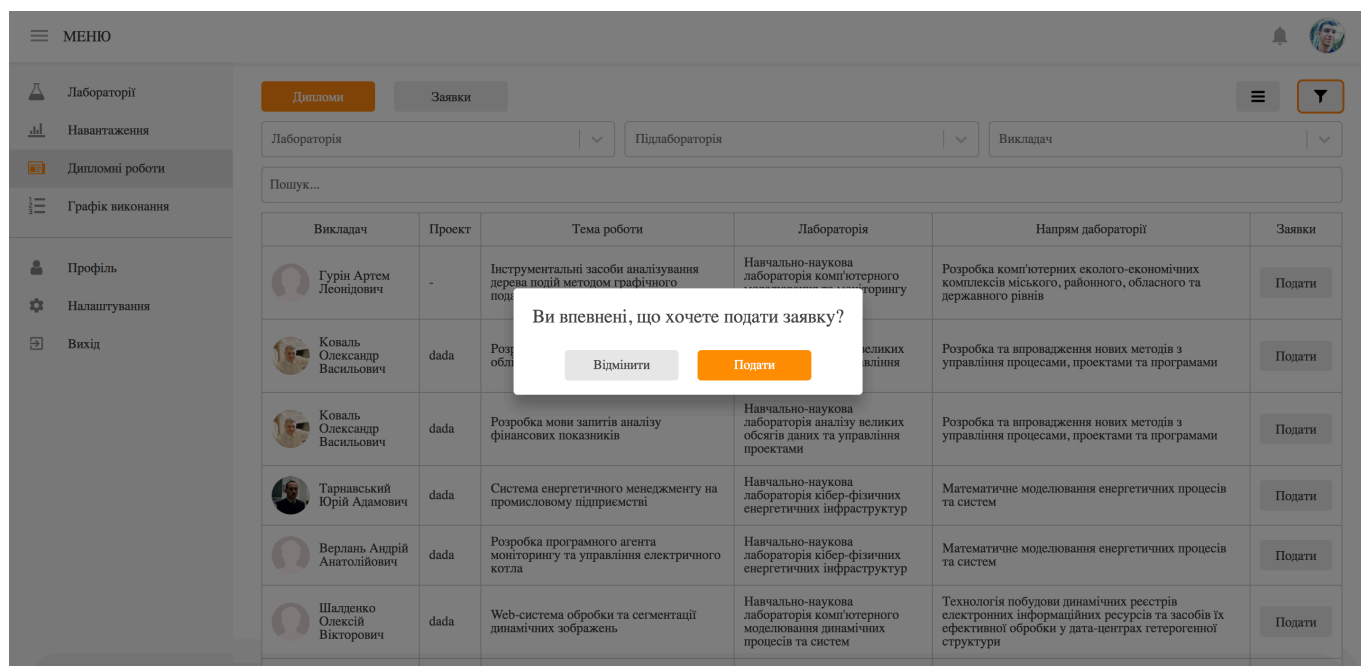 МЕНЮ
Лабораторії
Навантаження
Дипломні роботи
Графік виконання
Профіль
Налаштування
Вихід
Дипломи
Заявки
Лабораторія
Підлабораторія
Викладач
Пошук...
Викладач
Проект
Тема роботи
Лабораторія
Напрям даборатоії
Заявки
Гурін Артем
Леонідович
-
Інструментальні засоби аналізування
дерева подій методом графічного
Навчально-наукова
лабораторія комп'ютерного
Розробка комп'ютерних еколого-економічних
комплексів міського, районного, обласного та
державного рівнів
Подати
Ви впевнені, що хочете подати заявку?
Відмінити
Подати
Коваль
Олександр
Васильович
dada
Розробка та впровадження нових методів з
управління процесами, проектами та програмами
Подати
Коваль
Олександр
Васильович
dada
Розробка мови запитів аналізу
фінансових показників
Навчально-наукова
лабораторія аналізу великих
обсягів даних та управління
проектами
Розробка та впровадження нових методів з
управління процесами, проектами та програмами
Подати
Тарнавський
Юрій Адамович
dada
Система енергетичного менеджменту на
промисловому підприємстві
Навчально-наукова
лабораторія кібер-фізичних
енергетичних інфраструктур
Математичне моделювання енергетичних процесів
та систем
Подати
Верлань Андрій
Анатолійович
dada
Розробка програмного агента
моніторингу та управління електричного
котла
Навчально-наукова
лабораторія кібер-фізичних
енергетичних інфраструктур
Математичне моделювання енергетичних процесів
та систем
Подати
Шалденко
Олексій
Вікторович
dada
Web-система обробки та сегментації
динамічних зображень
Навчально-наукова
лабораторія комп'ютерного
моделювання динамічних
процесів та систем
Технологія побудови динамічних реєстрів
електронних інформаційних ресурсів та засобів їх
ефективної обробки у дата-центрах гетерогенної
структури
Подати